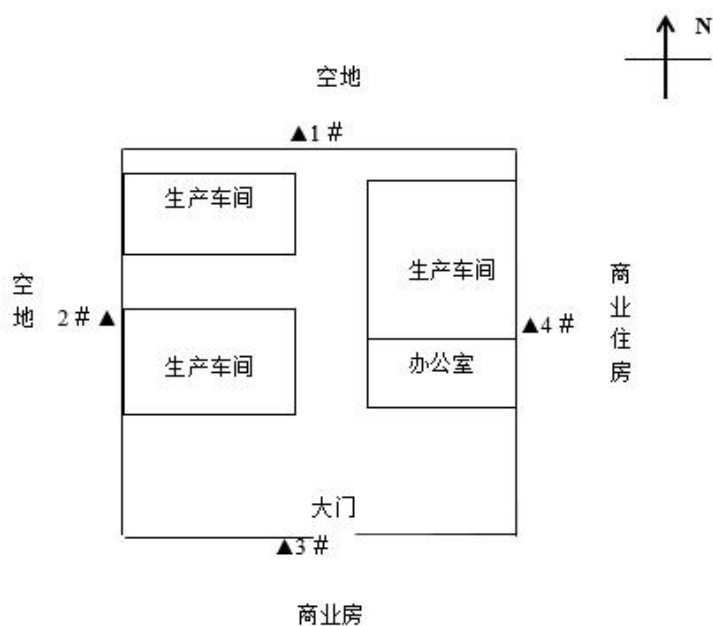 N
空地
▲1＃
生产车间
生产车间
空地
2＃▲
▲4＃
商业住房
生产车间
办公室
大门
▲3＃
商业房